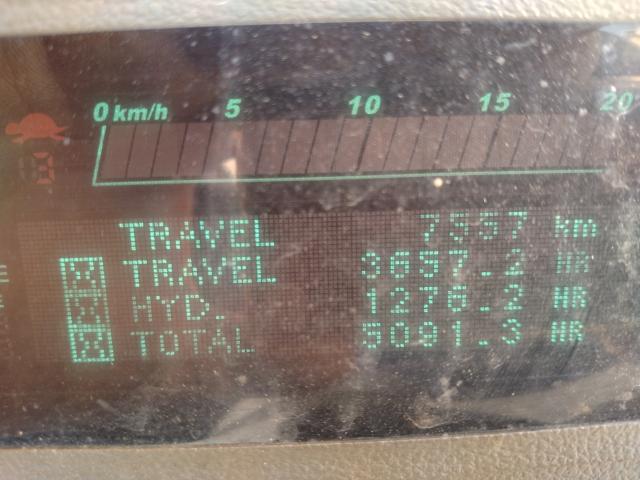 0 km/h 5 10 15 20
TRAVEL 7557 km
TRAVEL 3657.2 HR
HYD. 1276.2 HR
TOTAL 5091.3 HR